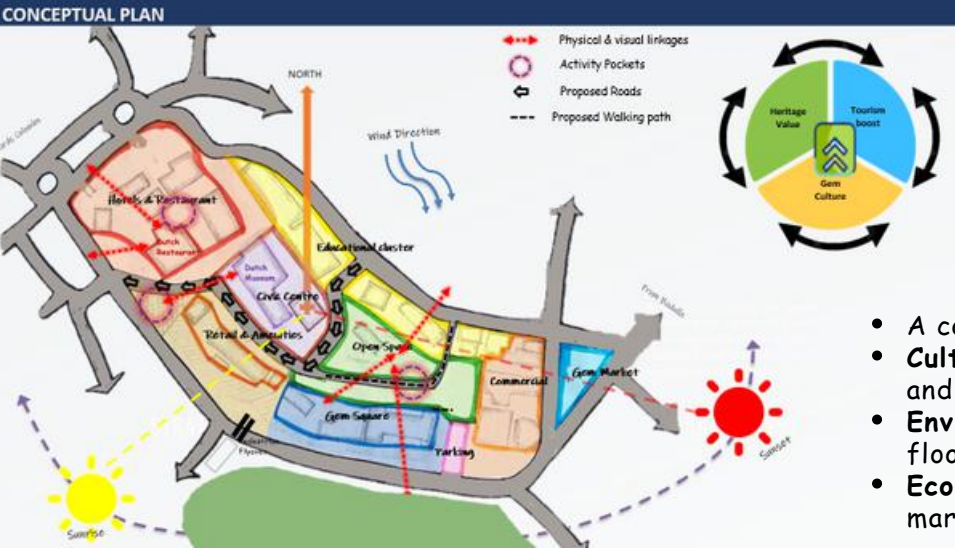 CONCEPTUAL PLAN
Physical & visual linkages
Activity Pockets
Proposed Roads
Proposed Walking path
NORTH
Wind Direction
Heritage
Value
Tourism
boost
Gem
Culture
Hotels & Restaurant
Dutch
Restaurant
Educational cluster
Dutch
Museum
Civic Centre
Retail & Amenities
Open Space
Commercial
Gem Market
Gem Square
Parking
Sunrise
Sunset
A co
Cult
and
Env
floo
Eco
mar